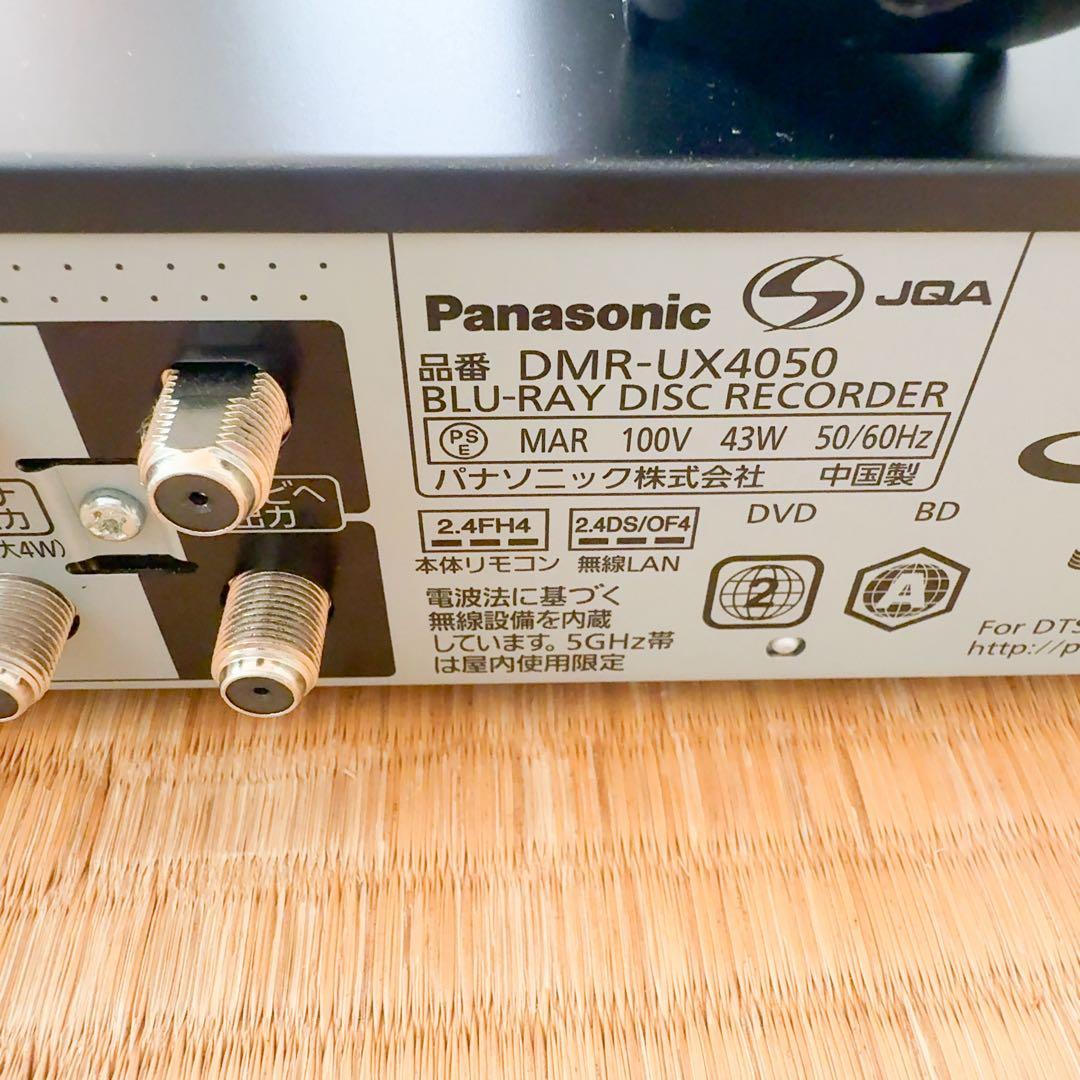 Panasonic
JQA
品番 DMR-UX4050
BLU-RAY DISC RECORDER
PSE MAR 100V 43W 50/60Hz
パナソニック株式会社 中国製
2.4FH4 2.4DS/OF4
本体リモコン 無線LAN
DVD BD
2 A
電波法に基づく
無線設備を内蔵
しています。5GHz帯
は屋内使用限定
For DTS
http://p
ビへ
出力
力
大4W)